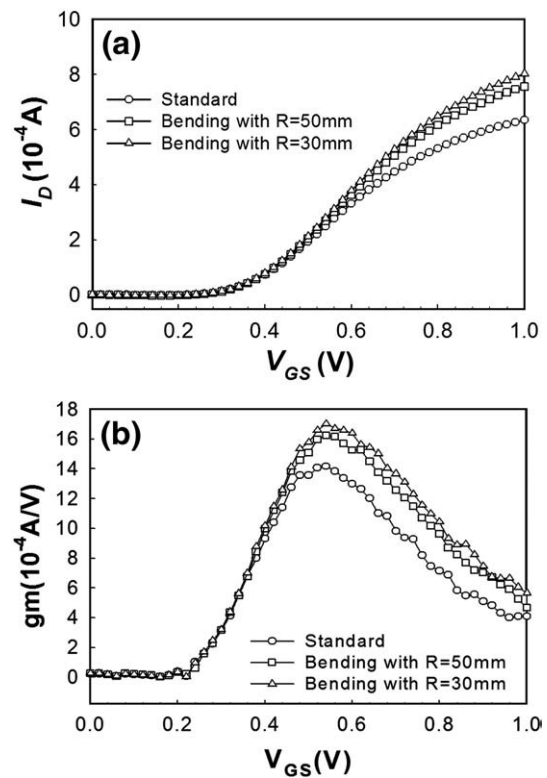 (a)
10
8
6
4
2
0
I_D (10⁻⁴A)
Standard
Bending with R=50mm
Bending with R=30mm
0.0 0.2 0.4 0.6 0.8 1.0
V_GS (V)
(b)
18
16
14
12
10
8
6
4
2
0
gm(10⁻⁴A/V)
Standard
Bending with R=50mm
Bending with R=30mm
0.0 0.2 0.4 0.6 0.8 1.0
V_GS(V)